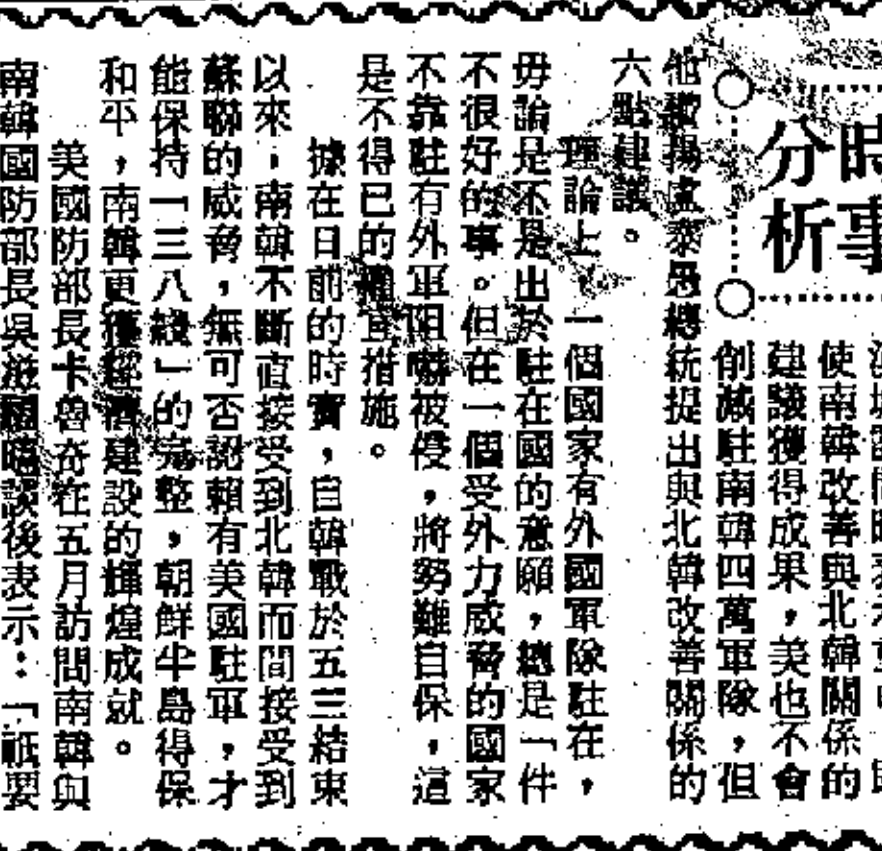 時事
分析
使南韓改善與北韓關係的
建議獲得成果，美也不會
削減駐南韓四萬軍隊，但
他歡揚盧泰愚總統提出與北韓改善關係的
六點建議。
理論上，一個國家有外國軍隊駐在，
毋論是不是出於駐在國的意願，總是一件
不很好的事。但在一個受外力威脅的國家
不靠駐有外軍阻嚇被侵，將勢難自保，這
是不得已的權宜措施。
據在日前的時實，自韓戰於五三結束
以來，南韓不斷直接受到北韓而間接受到
蘇聯的威脅，無可否認賴有美國駐軍，才
能保持「三八綫」的完整，朝鮮半島得保
和平，南韓更獲經濟建設的輝煌成就。
美國防部長卡魯奇在五月訪問南韓與
南韓國防部長吳滋國晤談後表示：「祇要